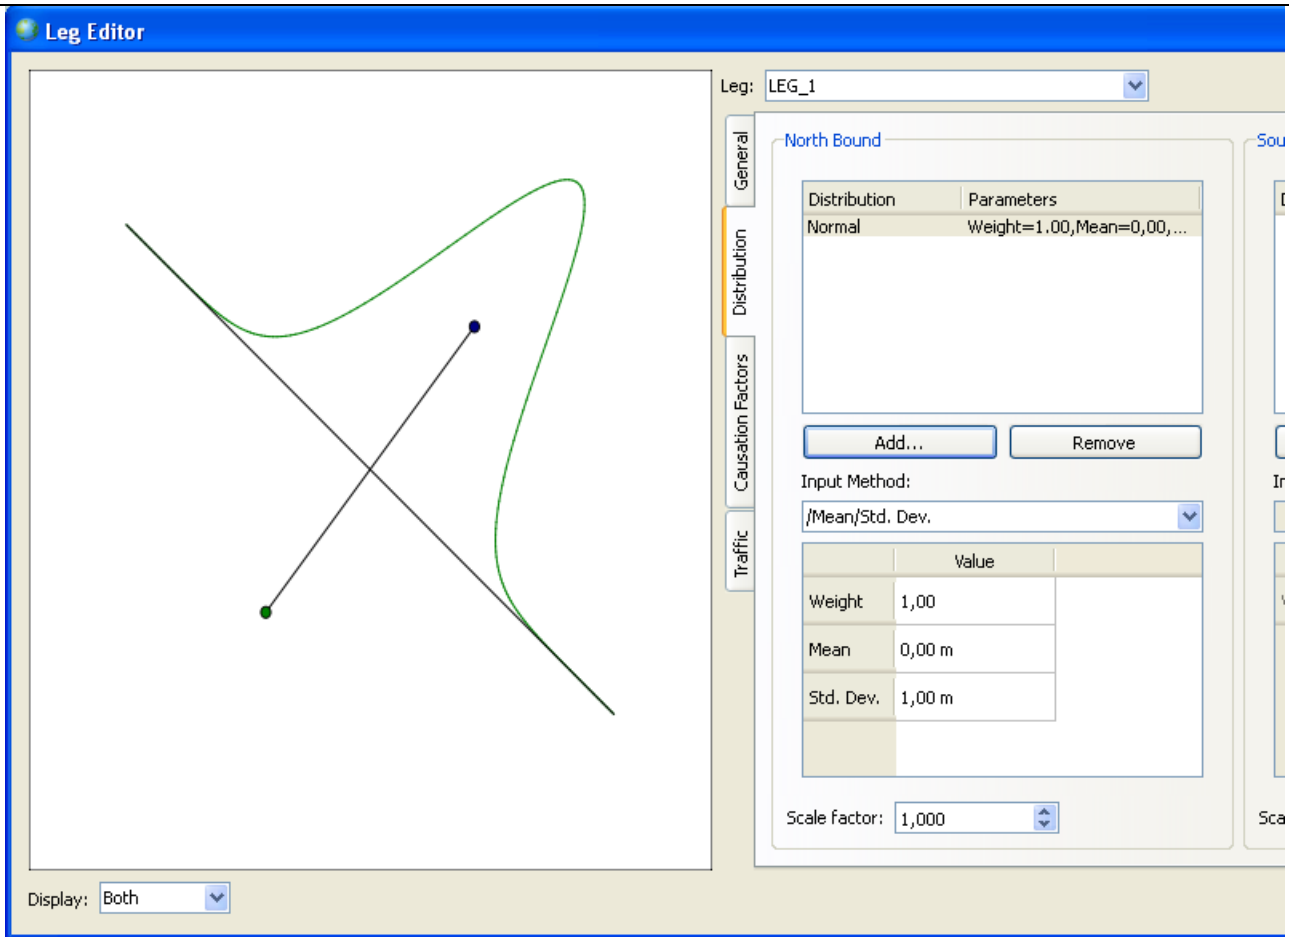 Leg Editor
Leg: LEG_1
General
Distribution
Causation Factors
Traffic
North Bound
Distribution Parameters
Normal Weight=1.00,Mean=0,00,...
Add... Remove
Input Method:
/Mean/Std. Dev.
Value
Weight 1,00
Mean 0,00 m
Std. Dev. 1,00 m
Scale factor: 1,000
Sou
Sca
Display: Both